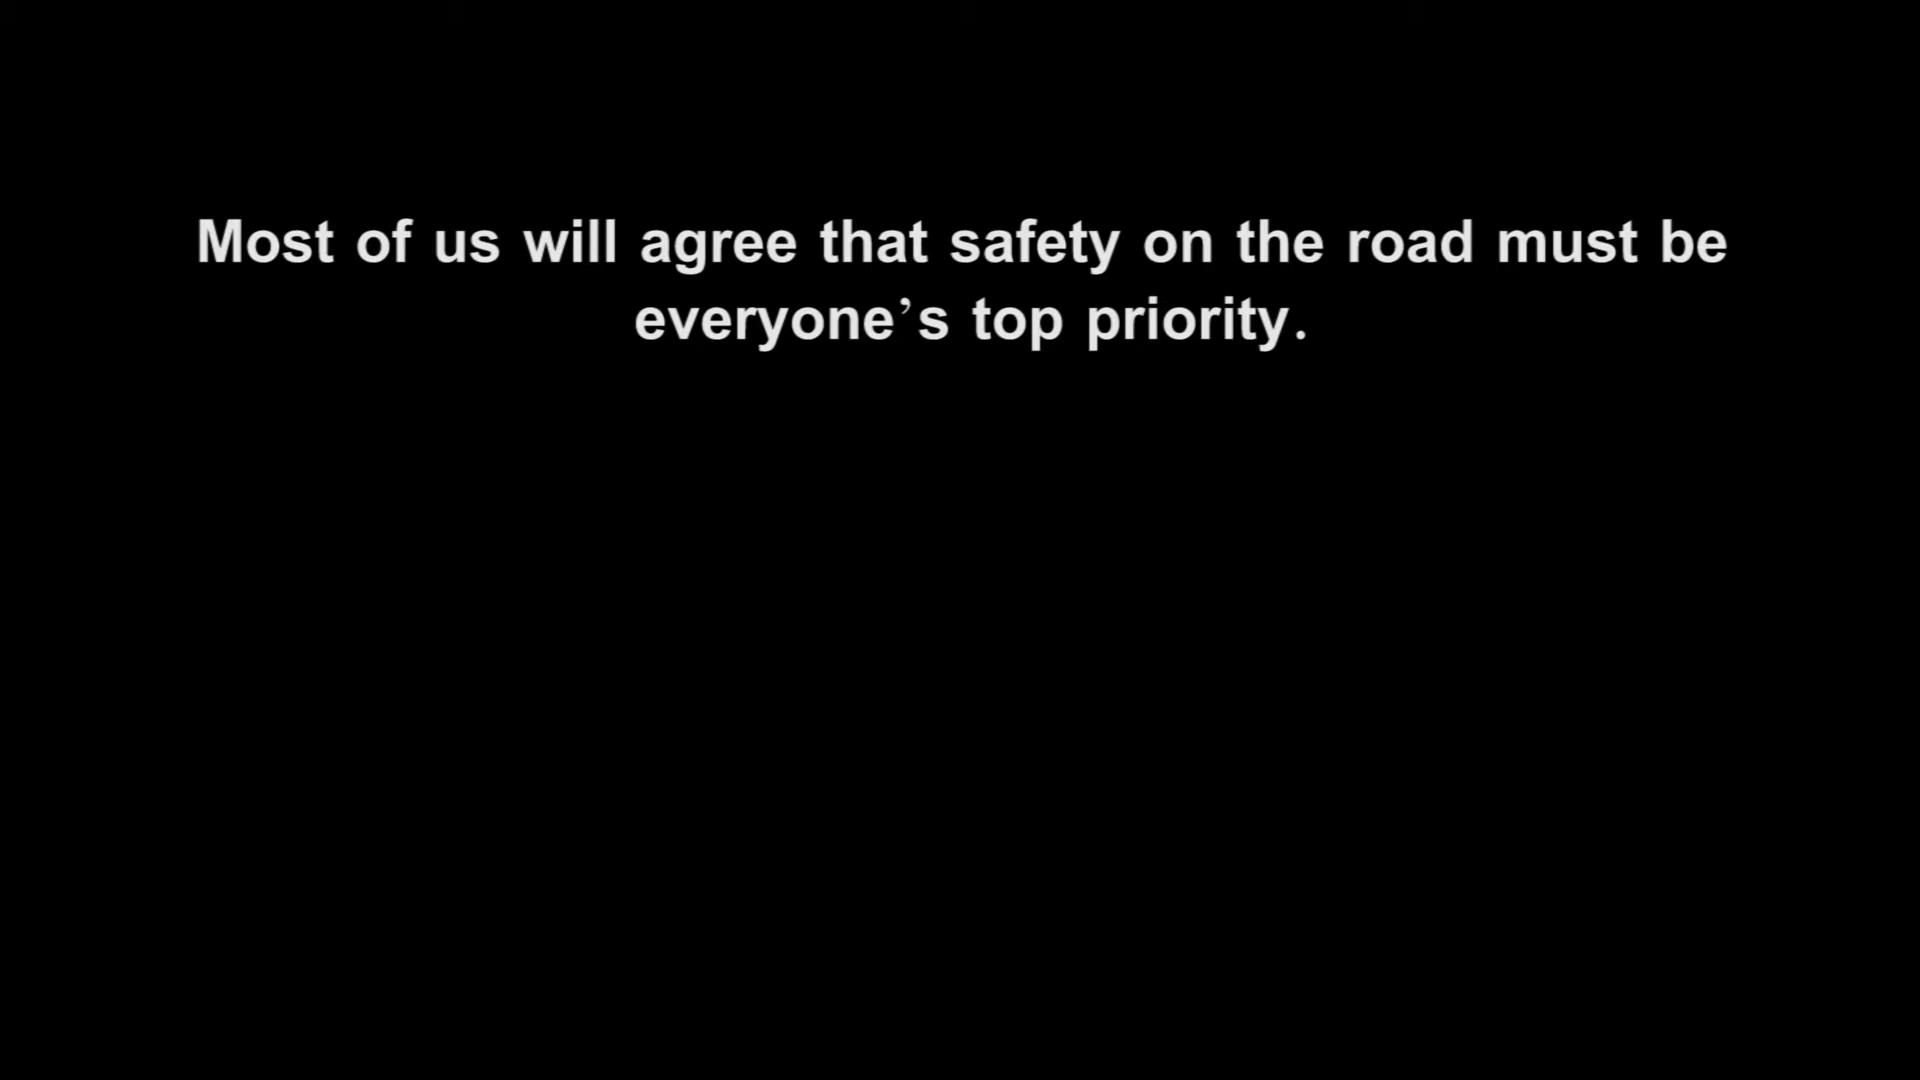 Most of us will agree that safety on the road must be
everyone’s top priority.